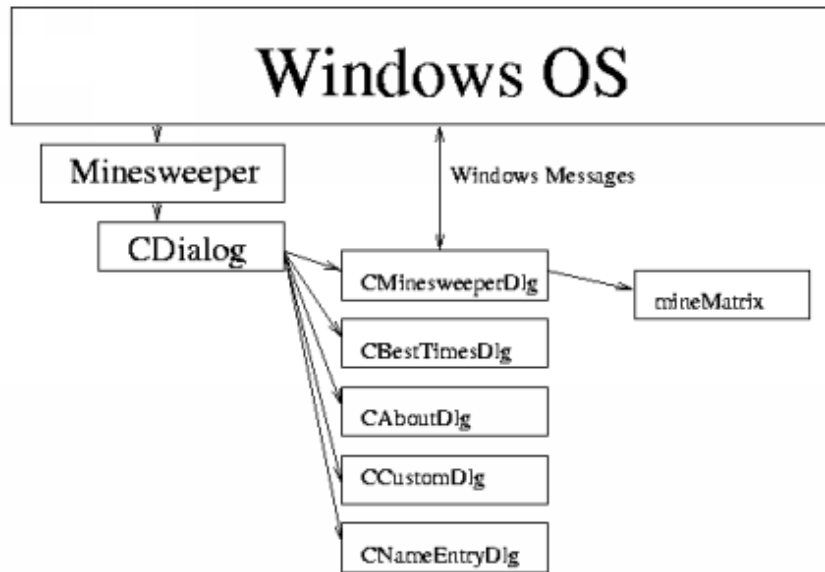 Windows OS
Minesweeper
Windows Messages
CDialog
CMinesweeperDlg
mineMatrix
CBestTimesDlg
CAboutDlg
CCustomDlg
CNameEntryDlg